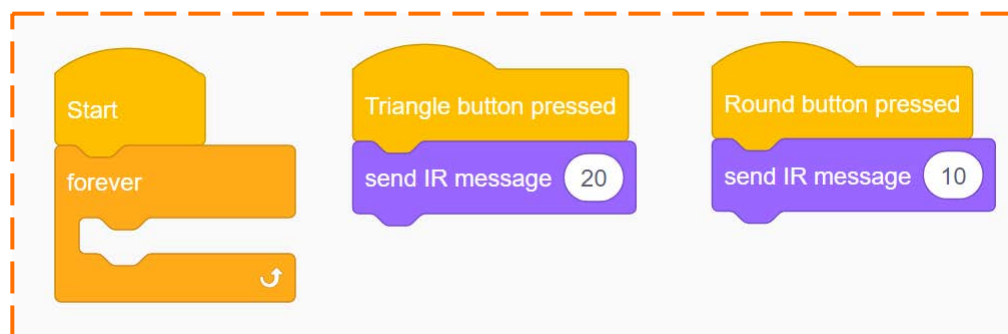 Start
forever
Triangle button pressed
send IR message 20
Round button pressed
send IR message 10